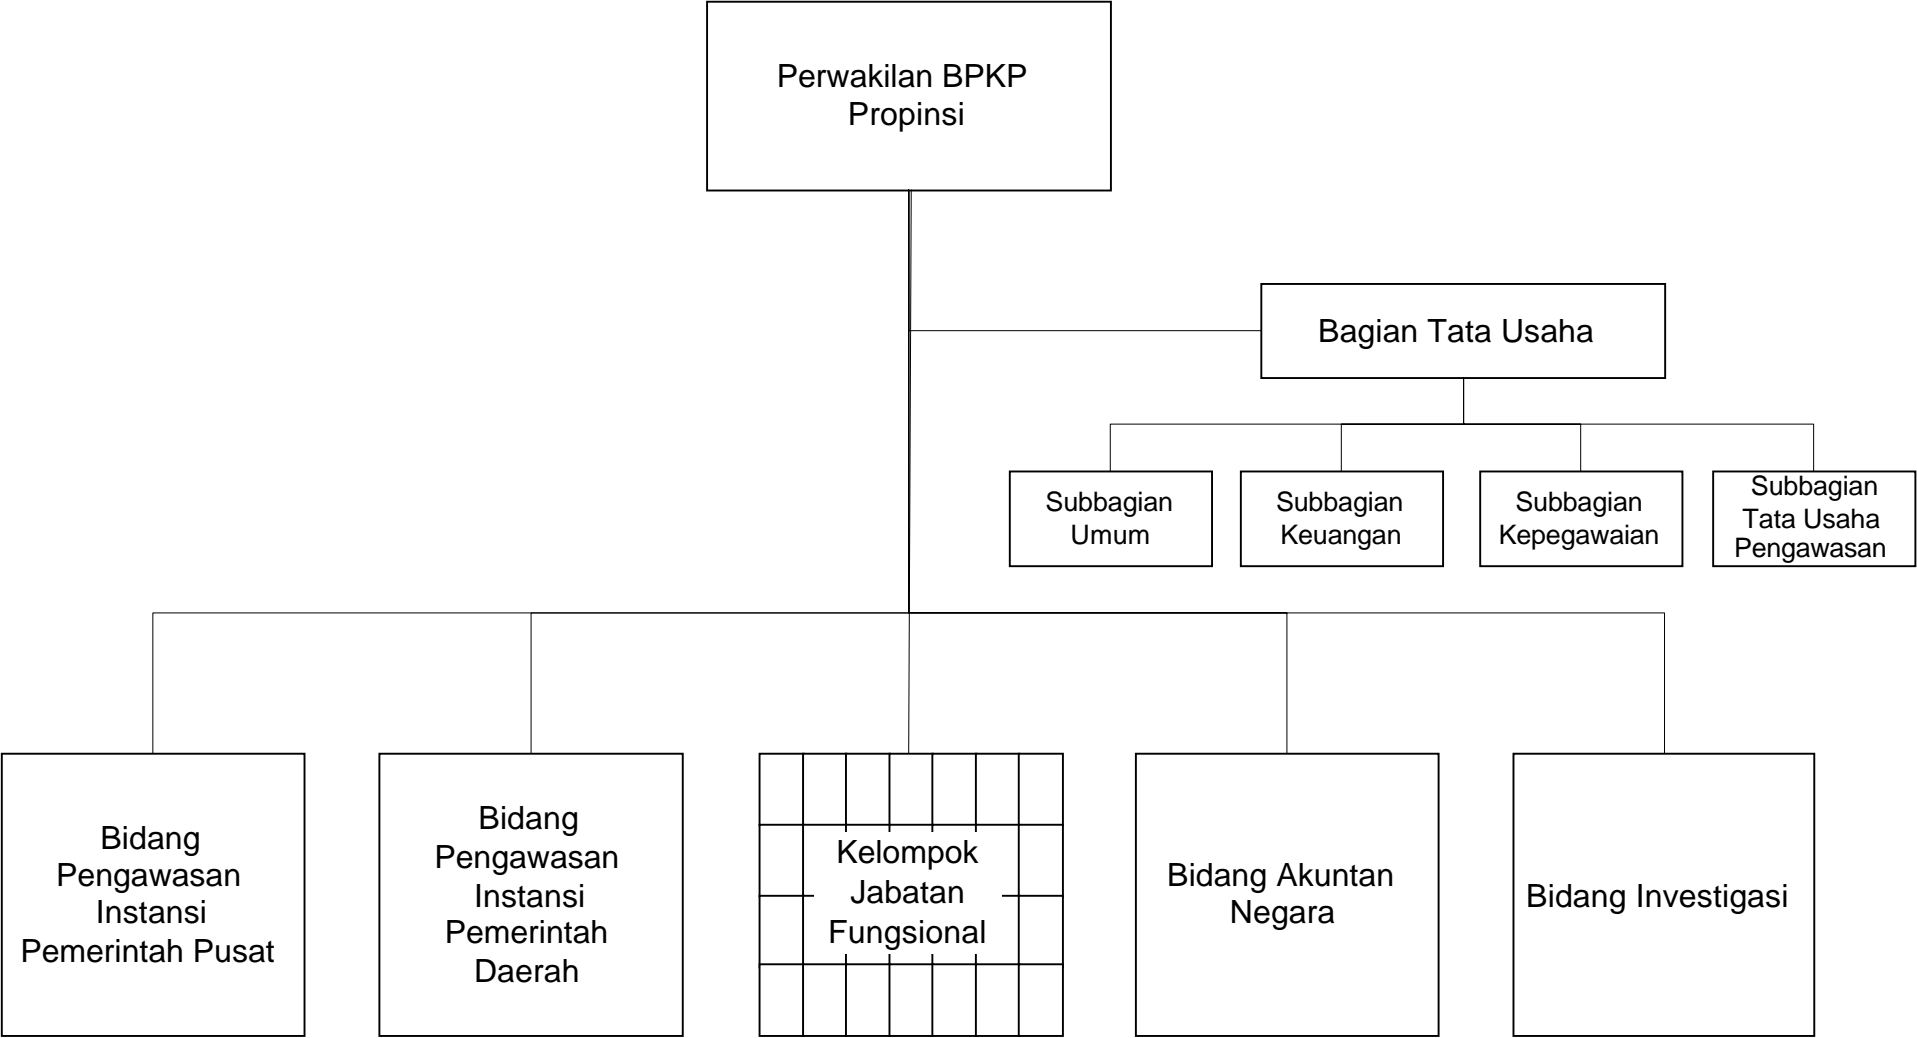 Perwakilan BPKP
Propinsi
Bagian Tata Usaha
Subbagian
Umum
Subbagian
Keuangan
Subbagian
Kepegawaian
Subbagian
Tata Usaha
Pengawasan
Bidang
Pengawasan
Instansi
Pemerintah Pusat
Bidang
Pengawasan
Instansi
Pemerintah
Daerah
Kelompok
Jabatan
Fungsional
Bidang Akuntan
Negara
Bidang Investigasi